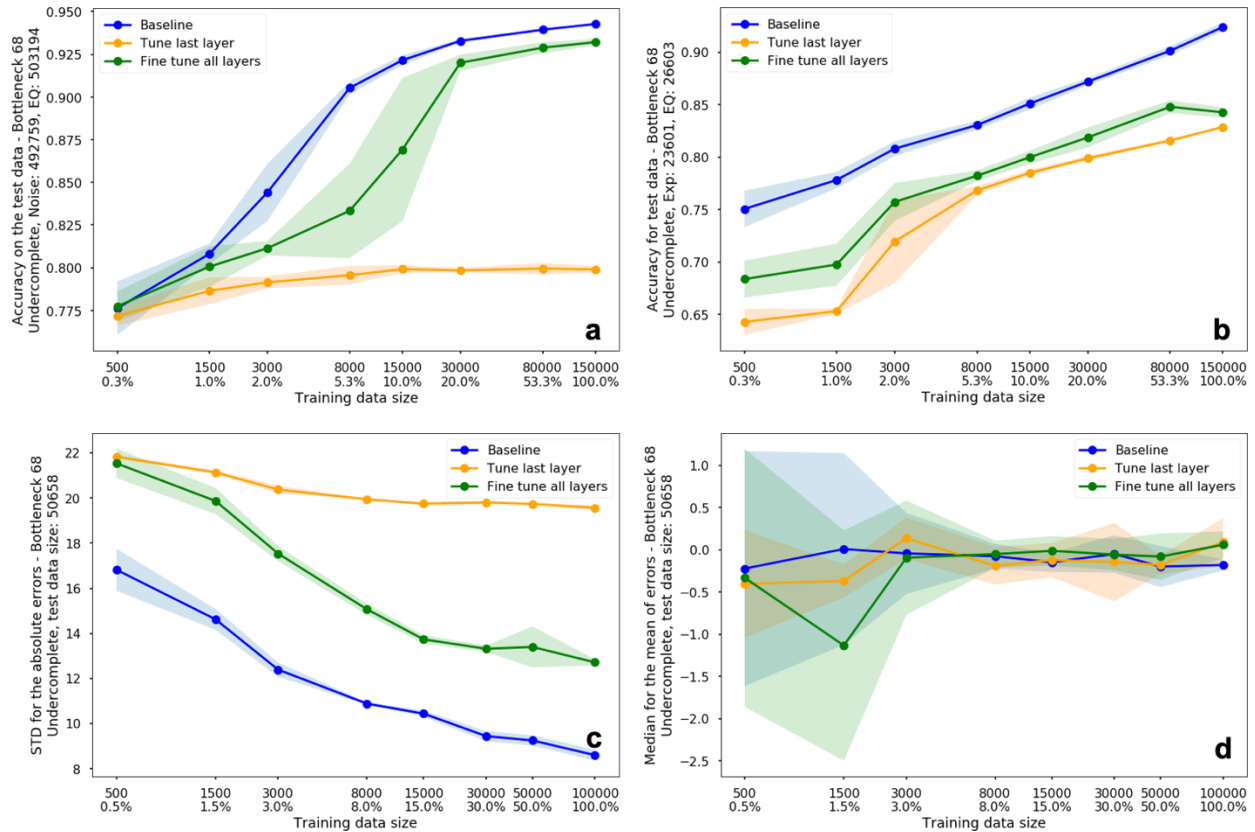 Accuracy on the test data - Bottleneck 68
Undercomplete, Noise: 492759, EQ: 503194
0.950
0.925
0.900
0.875
0.850
0.825
0.800
0.775
Baseline
Tune last layer
Fine tune all layers
a
500 1500 3000 8000 15000 30000 80000 150000
0.3% 1.0% 2.0% 5.3% 10.0% 20.0% 53.3% 100.0%
Training data size
Accuracy for test data - Bottleneck 68
Undercomplete, Exp: 23601, EQ: 26603
0.90
0.85
0.80
0.75
0.70
0.65
Baseline
Tune last layer
Fine tune all layers
b
500 1500 3000 8000 15000 30000 80000 150000
0.3% 1.0% 2.0% 5.3% 10.0% 20.0% 53.3% 100.0%
Training data size
STD for the absolute errors - Bottleneck 68
Undercomplete, test data size: 50658
22
20
18
16
14
12
10
8
Baseline
Tune last layer
Fine tune all layers
c
500 1500 3000 8000 15000 30000 50000 100000
0.5% 1.5% 3.0% 8.0% 15.0% 30.0% 50.0% 100.0%
Training data size
Median for the mean of errors - Bottleneck 68
Undercomplete, test data size: 50658
1.0
0.5
0.0
−0.5
−1.0
−1.5
−2.0
−2.5
Baseline
Tune last layer
Fine tune all layers
d
500 1500 3000 8000 15000 30000 50000 100000
0.5% 1.5% 3.0% 8.0% 15.0% 30.0% 50.0% 100.0%
Training data size